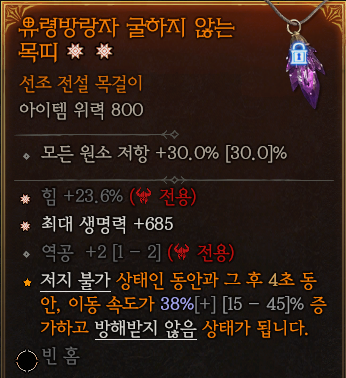 유령방랑자 굴하지 않는
목띠
선조 전설 목걸이
아이템 위력 800
모든 원소 저항 +30.0% [30.0]%
힘 +23.6% ( 전용)
최대 생명력 +685
역공 +2 [1 - 2] ( 전용)
저지 불가 상태인 동안과 그 후 4초 동
안, 이동 속도가 38%[+] [15 - 45]% 증
가하고 방해받지 않음 상태가 됩니다.
빈 홈